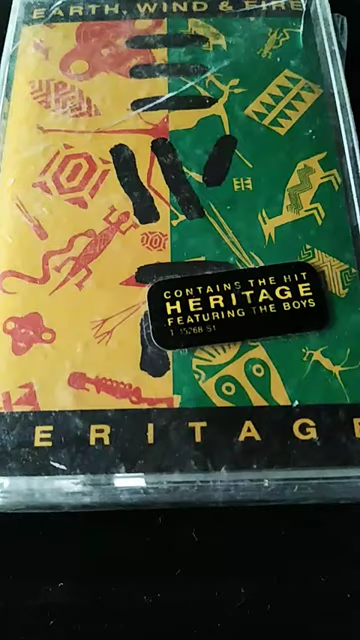 EARTH, WIND & FIRE
CONTAINS THE HIT
HERITAGE
FEATURING THE BOYS
ERITAGE